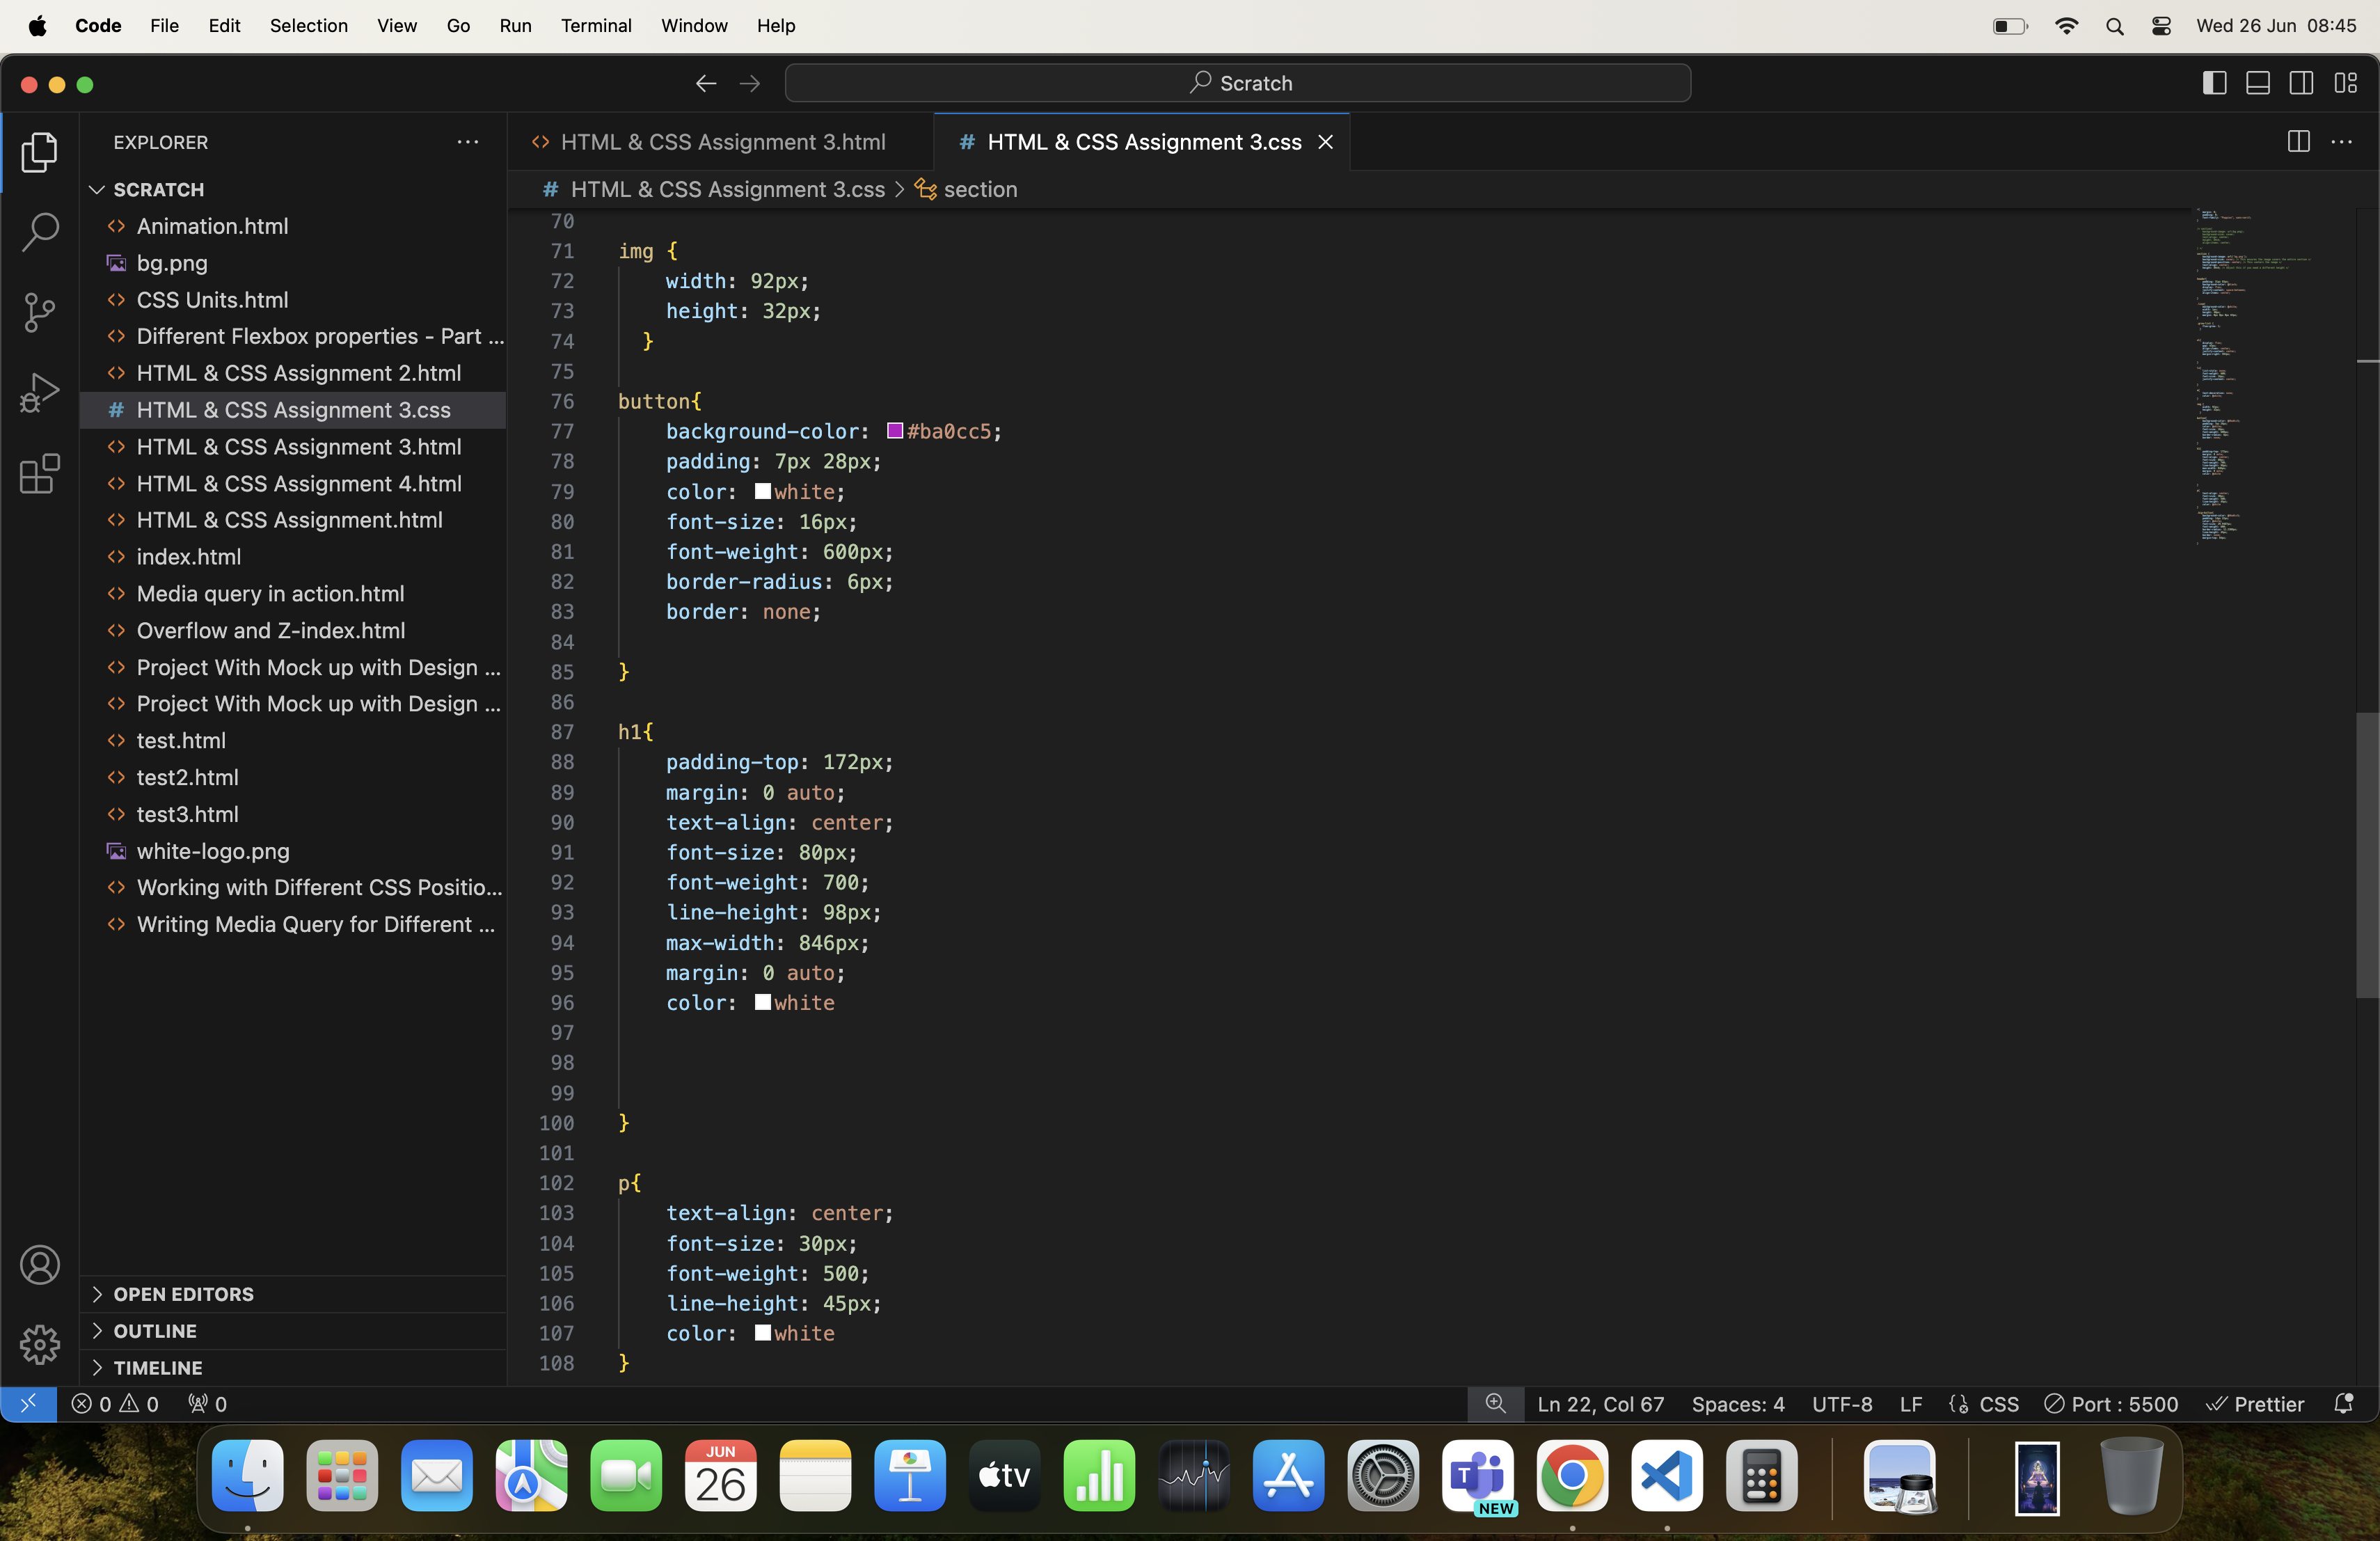 Code File Edit Selection View Go Run Terminal Window Help Wed 26 Jun 08:45
Scratch
EXPLORER
SCRATCH
Animation.html
bg.png
CSS Units.html
Different Flexbox properties - Part ...
HTML & CSS Assignment 2.html
HTML & CSS Assignment 3.css
HTML & CSS Assignment 3.html
HTML & CSS Assignment 4.html
HTML & CSS Assignment.html
index.html
Media query in action.html
Overflow and Z-index.html
Project With Mock up with Design ...
Project With Mock up with Design ...
test.html
test2.html
test3.html
white-logo.png
Working with Different CSS Positio...
Writing Media Query for Different ...
OPEN EDITORS
OUTLINE
TIMELINE
HTML & CSS Assignment 3.html # HTML & CSS Assignment 3.css
# HTML & CSS Assignment 3.css > section
70
71 img {
72 width: 92px;
73 height: 32px;
74 }
75
76 button{
77 background-color: #ba0cc5;
78 padding: 7px 28px;
79 color: white;
80 font-size: 16px;
81 font-weight: 600px;
82 border-radius: 6px;
83 border: none;
84
85 }
86
87 h1{
88 padding-top: 172px;
89 margin: 0 auto;
90 text-align: center;
91 font-size: 80px;
92 font-weight: 700;
93 line-height: 98px;
94 max-width: 846px;
95 margin: 0 auto;
96 color: white
97
98
99
100 }
101
102 p{
103 text-align: center;
104 font-size: 30px;
105 font-weight: 500;
106 line-height: 45px;
107 color: white
108 }
0 0 0 Ln 22, Col 67 Spaces: 4 UTF-8 LF CSS Port : 5500 Prettier
JUN
26
tv
T
NEW